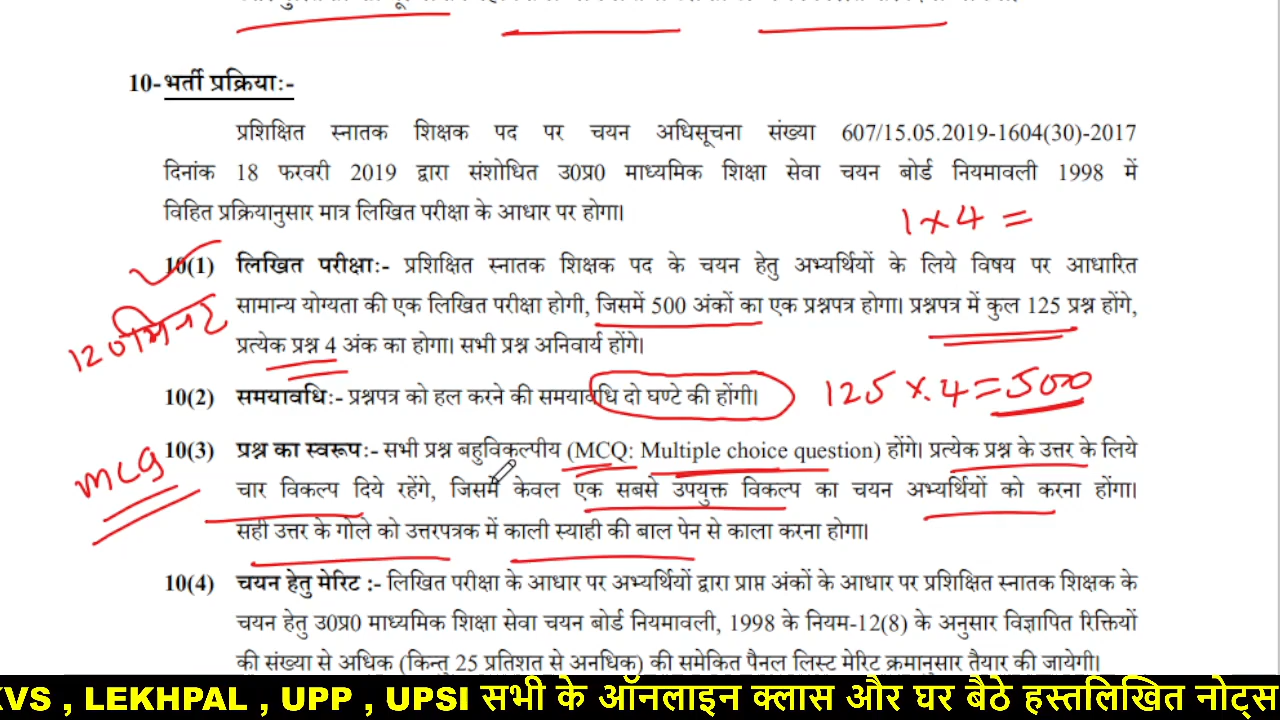 10- भर्ती प्रक्रियाः-
प्रशिक्षित स्नातक शिक्षक पद पर चयन अधिसूचना संख्या 607/15.05.2019-1604(30)-2017
दिनांक 18 फरवरी 2019 द्वारा संशोधित उ0प्र0 माध्यमिक शिक्षा सेवा चयन बोर्ड नियमावली 1998 में
विहित प्रक्रियानुसार मात्र लिखित परीक्षा के आधार पर होगा।
1 x 4 =
10(1) लिखित परीक्षाः- प्रशिक्षित स्नातक शिक्षक पद के चयन हेतु अभ्यर्थियों के लिये विषय पर आधारित
सामान्य योग्यता की एक लिखित परीक्षा होगी, जिसमें 500 अंकों का एक प्रश्नपत्र होगा। प्रश्नपत्र में कुल 125 प्रश्न होंगे,
120 मिनट
प्रत्येक प्रश्न 4 अंक का होगा। सभी प्रश्न अनिवार्य होंगे।
10(2) समयावधिः- प्रश्नपत्र को हल करने की समयावधि दो घण्टे की होंगी।
125 x 4 = 500
10(3) प्रश्न का स्वरूपः- सभी प्रश्न बहुविकल्पीय (MCQ: Multiple choice question) होंगे। प्रत्येक प्रश्न के उत्तर के लिये
MCQ
चार विकल्प दिये रहेंगे, जिसमें केवल एक सबसे उपयुक्त विकल्प का चयन अभ्यर्थियों को करना होंगा।
सही उत्तर के गोले को उत्तरपत्रक में काली स्याही की बाल पेन से काला करना होगा।
10(4) चयन हेतु मेरिट :- लिखित परीक्षा के आधार पर अभ्यर्थियों द्वारा प्राप्त अंकों के आधार पर प्रशिक्षित स्नातक शिक्षक के
चयन हेतु उ0प्र0 माध्यमिक शिक्षा सेवा चयन बोर्ड नियमावली, 1998 के नियम-12(8) के अनुसार विज्ञापित रिक्तियों
की संख्या से अधिक (किन्तु 25 प्रतिशत से अनधिक) की समेकित पैनल लिस्ट मेरिट क्रमानुसार तैयार की जायेगी।
KVS , LEKHPAL , UPP , UPSI सभी के ऑनलाइन क्लास और घर बैठे हस्तलिखित नोट्स